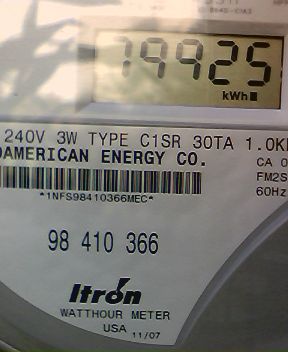 79925
kWh
240V 3W TYPE C1SR 30TA 1.0K
AMERICAN ENERGY CO.
CA 0
FM2S
60Hz
*1NFS98410366MEC*
98 410 366
Itron
WATTHOUR METER
USA 11/07